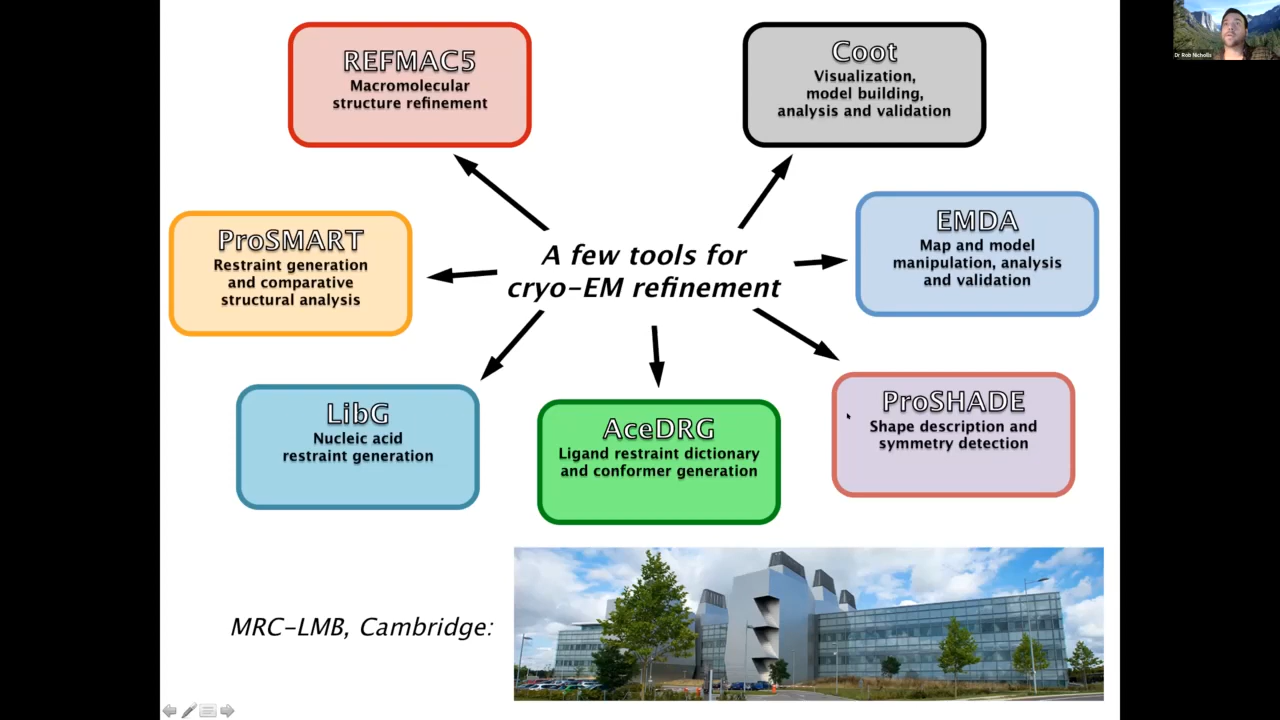 REFMAC5
Macromolecular
structure refinement
Coot
Visualization,
model building,
analysis and validation
Dr Rob Nicholls
ProSMART
Restraint generation
and comparative
structural analysis
A few tools for
cryo-EM refinement
EMDA
Map and model
manipulation, analysis
and validation
LibG
Nucleic acid
restraint generation
AceDRG
Ligand restraint dictionary
and conformer generation
ProSHADE
Shape description and
symmetry detection
MRC-LMB, Cambridge: